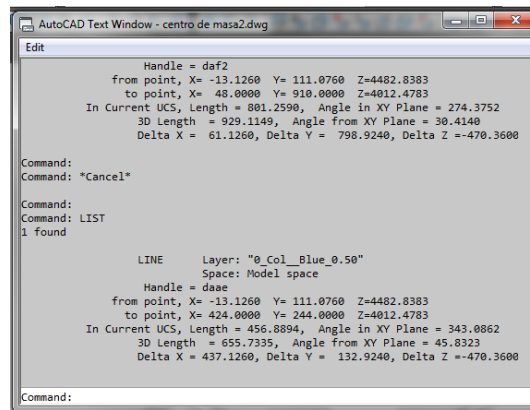 AutoCAD Text Window - centro de masa2.dwg
Edit
Handle = daf2
from point, X= -13.1260 Y= 111.0760 Z=4482.8383
to point, X= 48.0000 Y= 910.0000 Z=4012.4783
In Current UCS, Length = 801.2590, Angle in XY Plane = 274.3752
3D Length = 929.1149, Angle from XY Plane = 30.4140
Delta X = 61.1260, Delta Y = 798.9240, Delta Z =-470.3600
Command:
Command: *Cancel*
Command:
Command: LIST
1 found
LINE Layer: "0_Col__Blue_0.50"
Space: Model space
Handle = daae
from point, X= -13.1260 Y= 111.0760 Z=4482.8383
to point, X= 424.0000 Y= 244.0000 Z=4012.4783
In Current UCS, Length = 456.8894, Angle in XY Plane = 343.0862
3D Length = 655.7335, Angle from XY Plane = 45.8323
Delta X = 437.1260, Delta Y = 132.9240, Delta Z =-470.3600
Command: